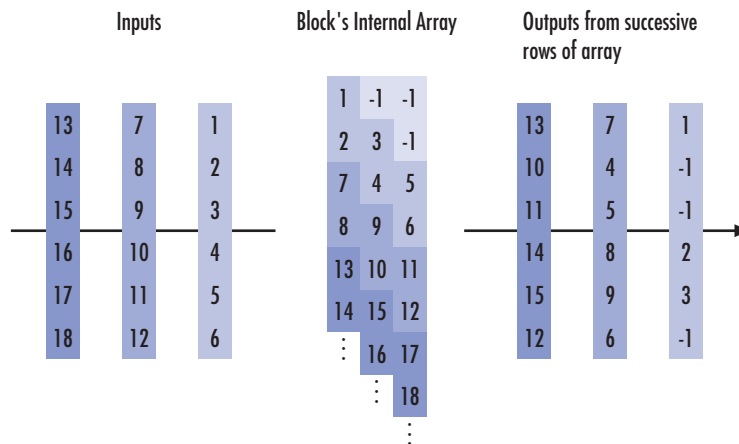 Inputs
Block's Internal Array
Outputs from successive
rows of array
13 7 1
14 8 2
15 9 3
16 10 4
17 11 5
18 12 6
1 -1 -1
2 3 -1
7 4 5
8 9 6
13 10 11
14 15 12
16 17
18
13 7 1
10 4 -1
11 5 -1
14 8 2
15 9 3
12 6 -1